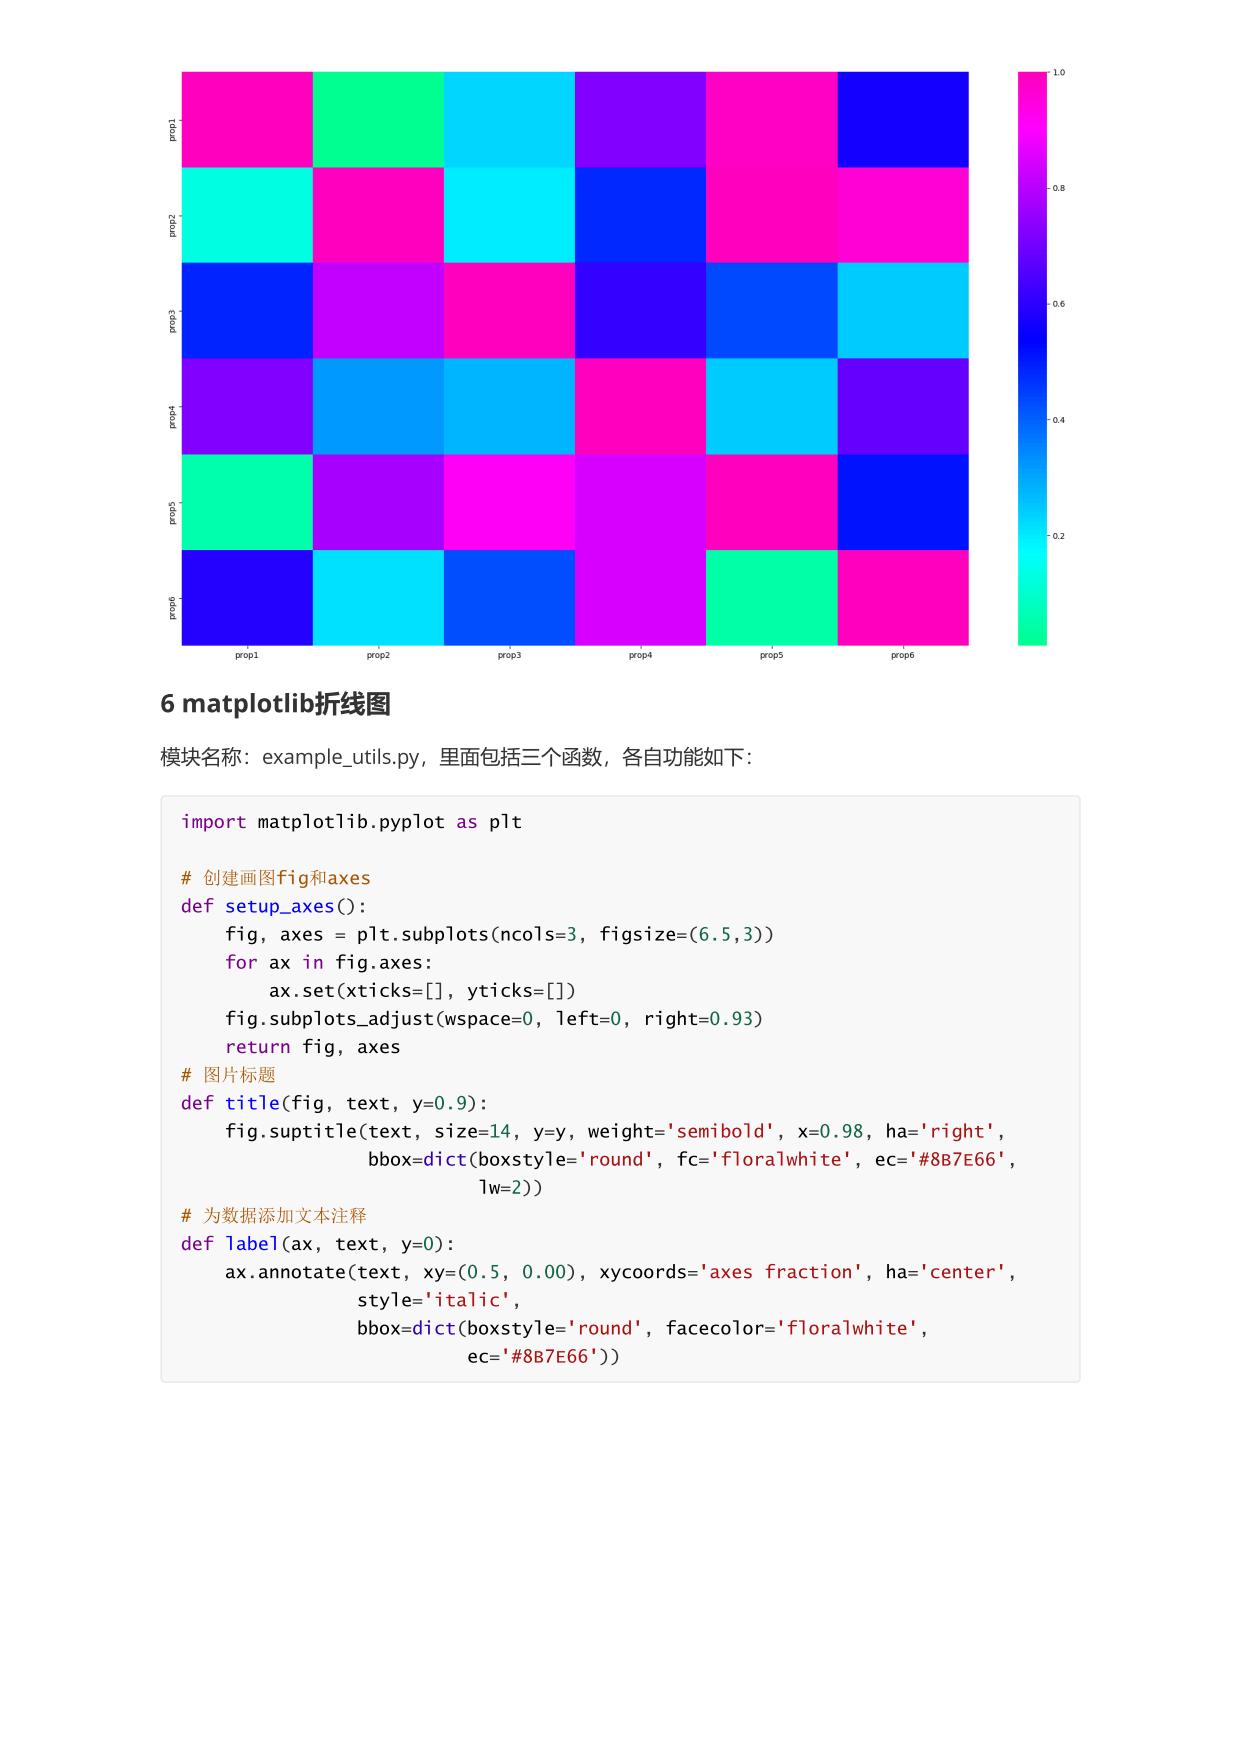 prop1
prop2
prop3
prop4
prop5
prop6
prop1 prop2 prop3 prop4 prop5 prop6
1.0
0.8
0.6
0.4
0.2
6 matplotlib折线图
模块名称：example_utils.py，里面包括三个函数，各自功能如下：
import matplotlib.pyplot as plt
# 创建画图fig和axes
def setup_axes():
    fig, axes = plt.subplots(ncols=3, figsize=(6.5,3))
    for ax in fig.axes:
        ax.set(xticks=[], yticks=[])
    fig.subplots_adjust(wspace=0, left=0, right=0.93)
    return fig, axes
# 图片标题
def title(fig, text, y=0.9):
    fig.suptitle(text, size=14, y=y, weight='semibold', x=0.98, ha='right',
                 bbox=dict(boxstyle='round', fc='floralwhite', ec='#8B7E66',
                           lw=2))
# 为数据添加文本注释
def label(ax, text, y=0):
    ax.annotate(text, xy=(0.5, 0.00), xycoords='axes fraction', ha='center',
                style='italic',
                bbox=dict(boxstyle='round', facecolor='floralwhite',
                          ec='#8B7E66'))